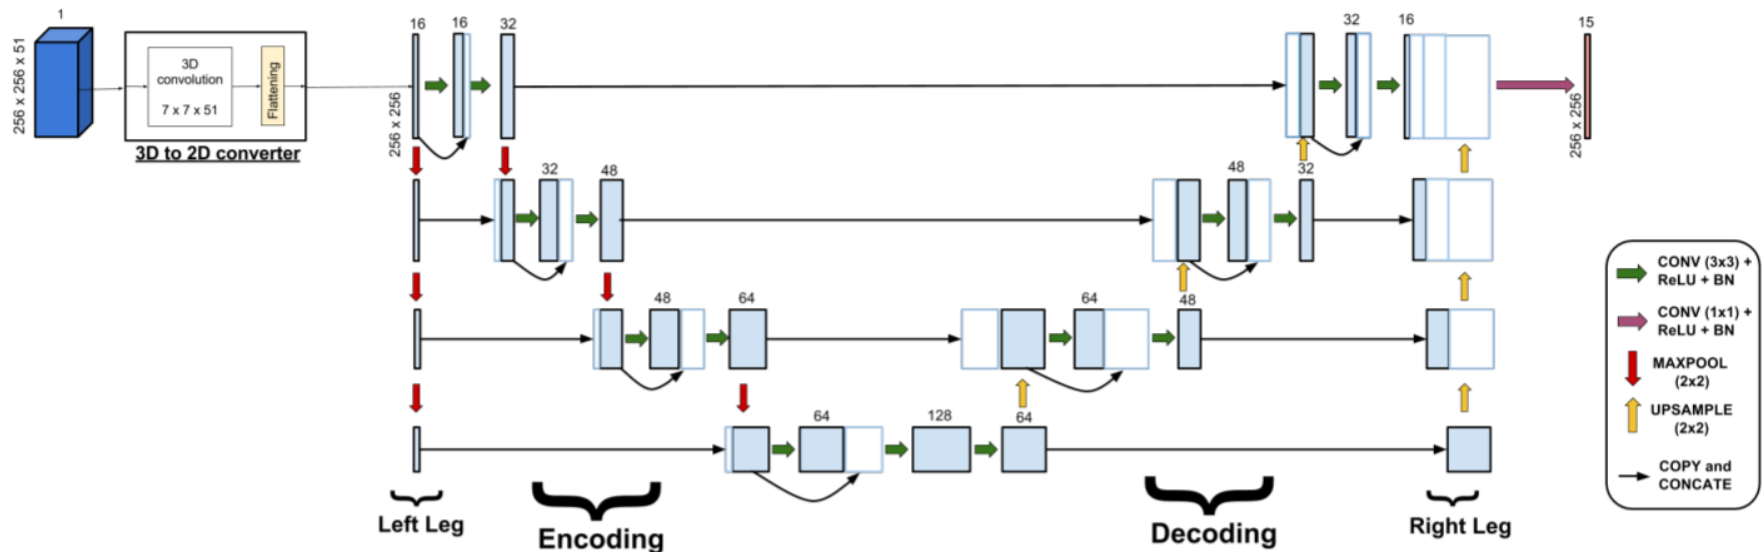 1
256 x 256 x 51
3D
convolution
7 x 7 x 51
Flattening
3D to 2D converter
16
16
32
256 x 256
32
16
15
256 x 256
32
48
48
32
48
64
64
48
64
128
64
Left Leg
Encoding
Decoding
Right Leg
CONV (3x3) +
ReLU + BN
CONV (1x1) +
ReLU + BN
MAXPOOL
(2x2)
UPSAMPLE
(2x2)
COPY and
CONCATE